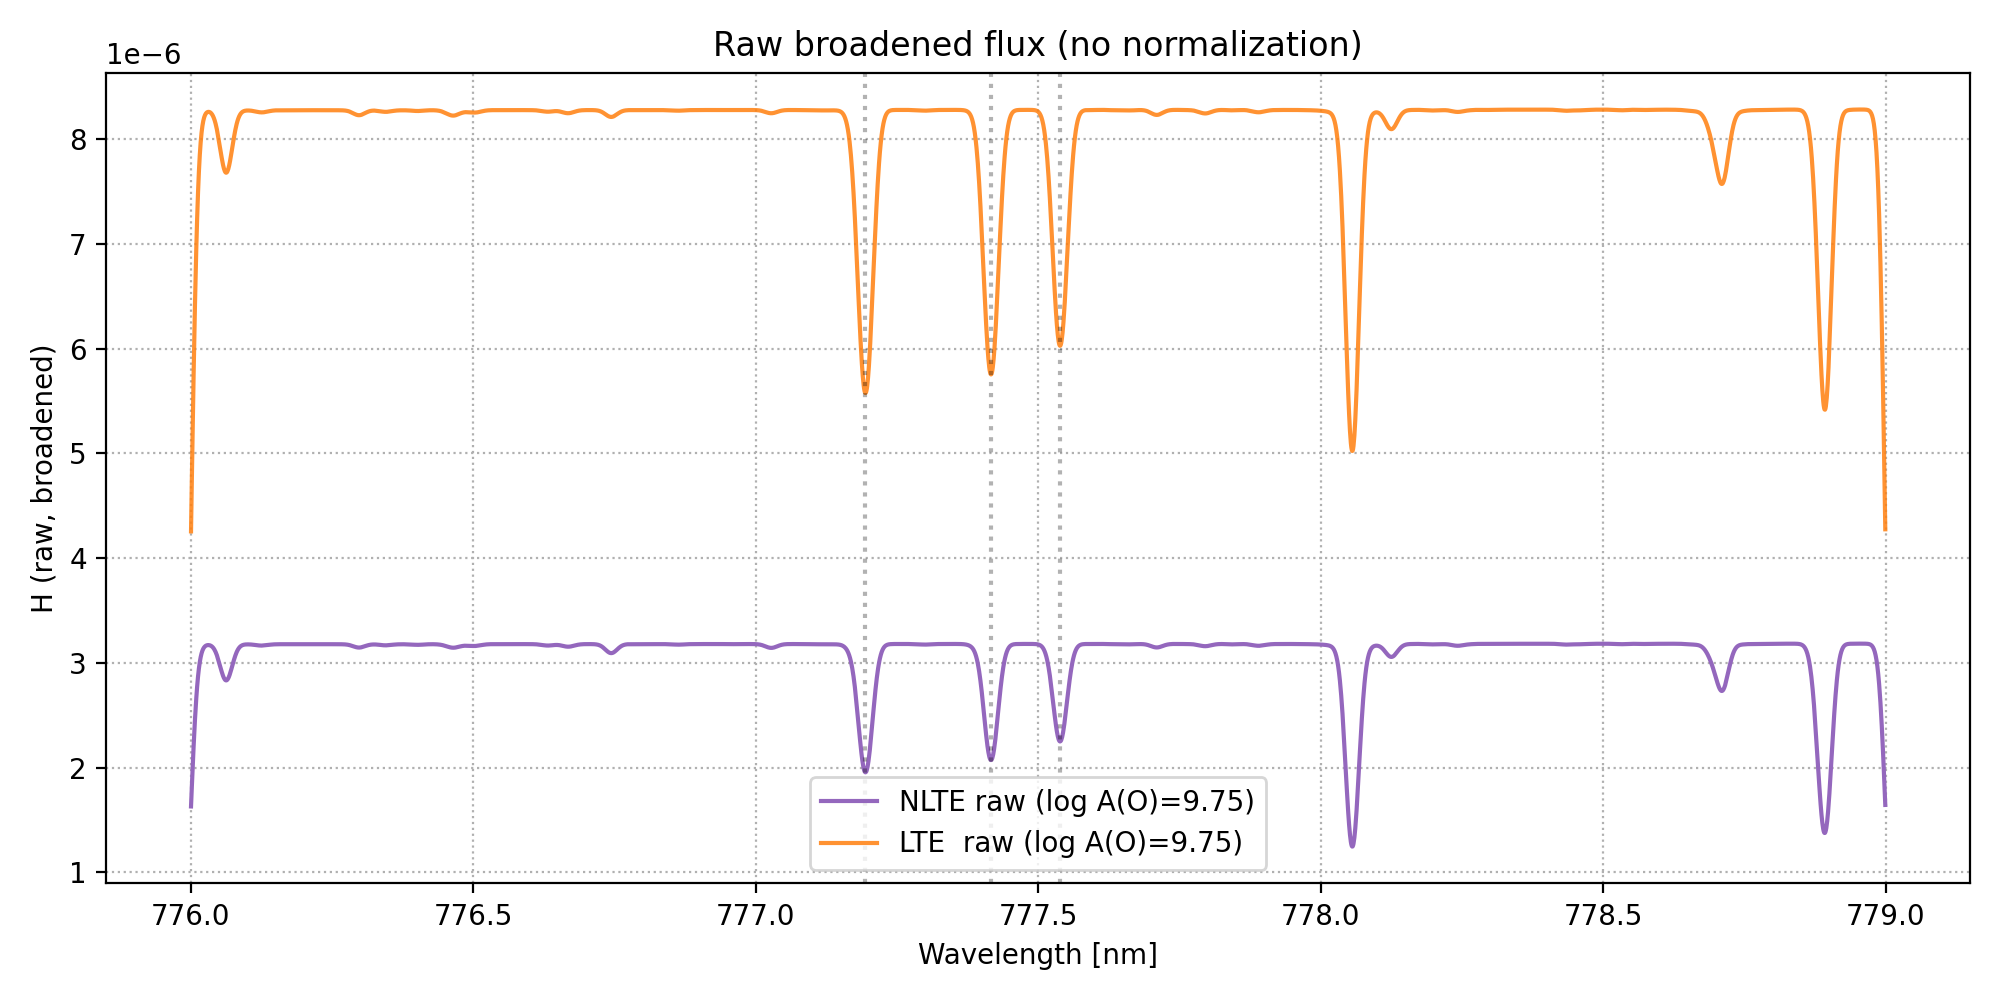 Raw broadened flux (no normalization)
1e−6
8
7
6
5
4
3
2
1
H (raw, broadened)
NLTE raw (log A(O)=9.75)
LTE  raw (log A(O)=9.75)
776.0 776.5 777.0 777.5 778.0 778.5 779.0
Wavelength [nm]